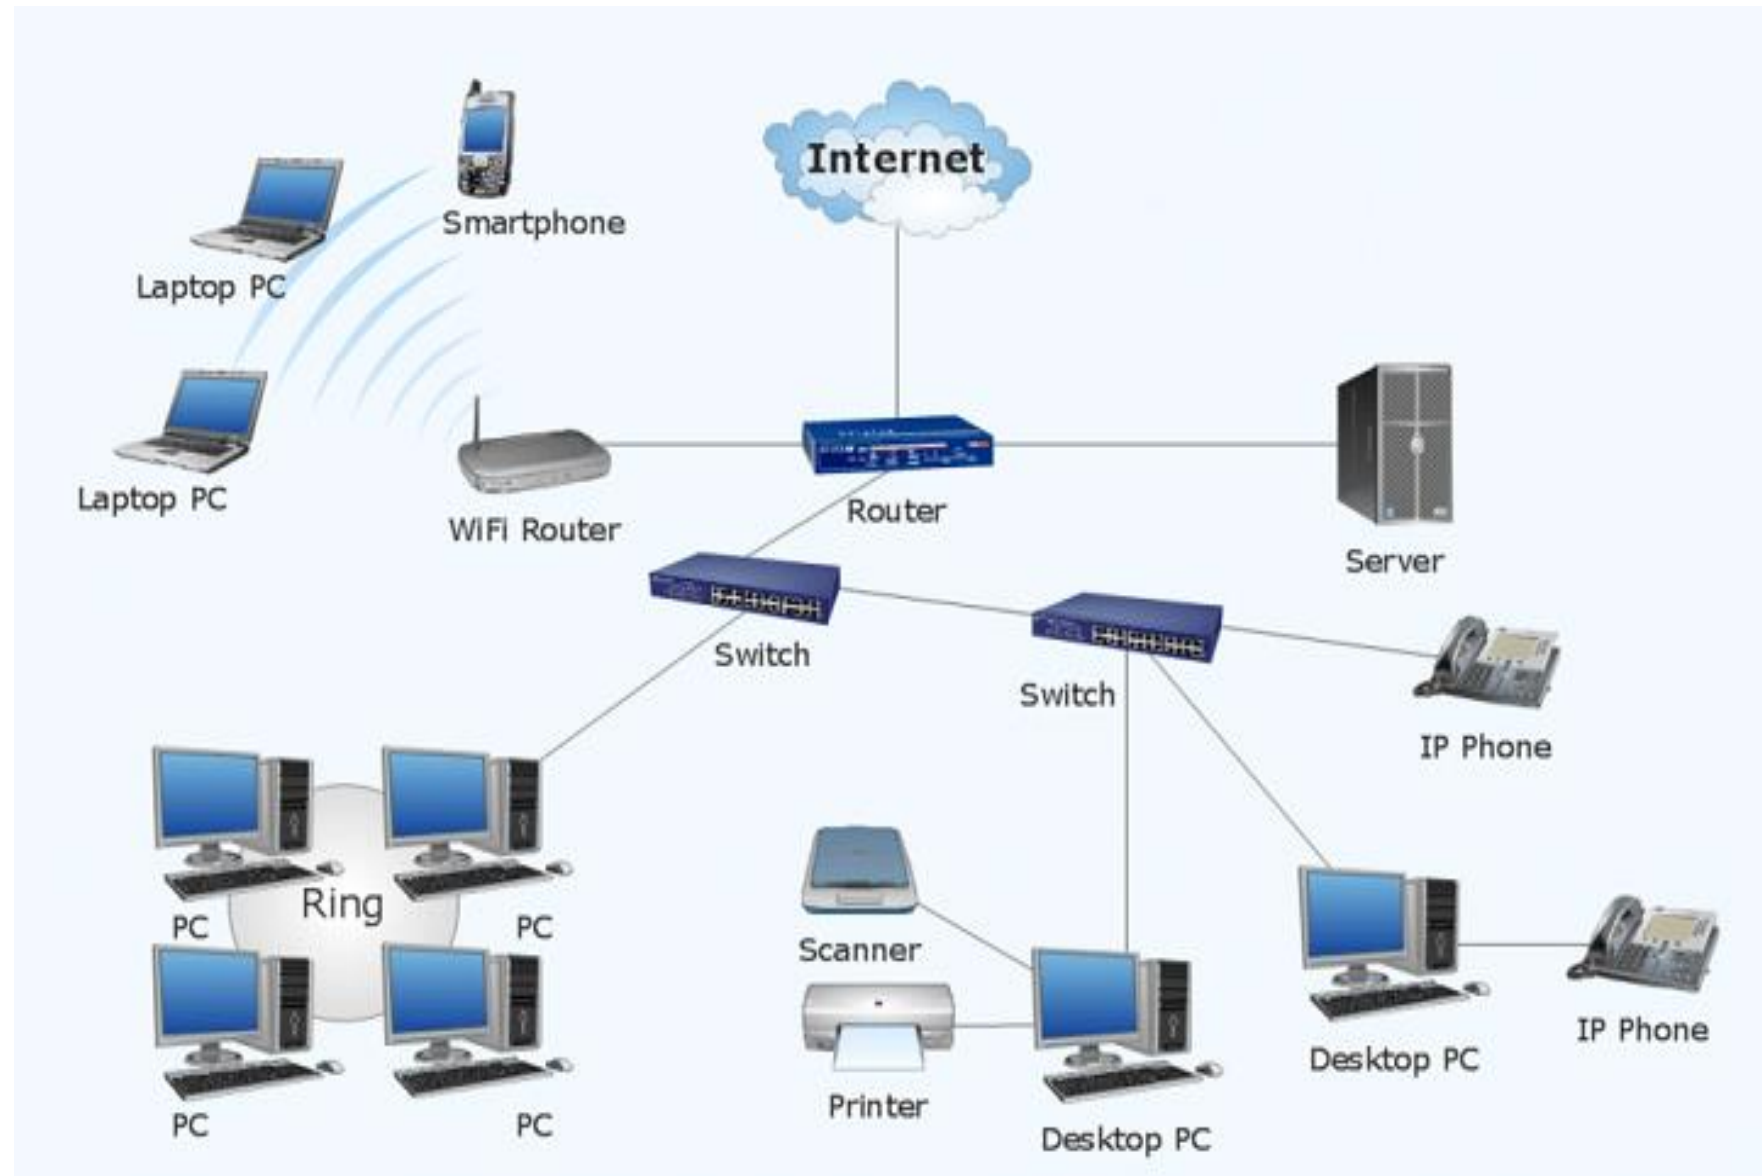 Internet
Smartphone
Laptop PC
Laptop PC
WiFi Router
Router
Server
Switch
Switch
IP Phone
Ring
PC
PC
Scanner
IP Phone
Desktop PC
Printer
PC
PC
Desktop PC